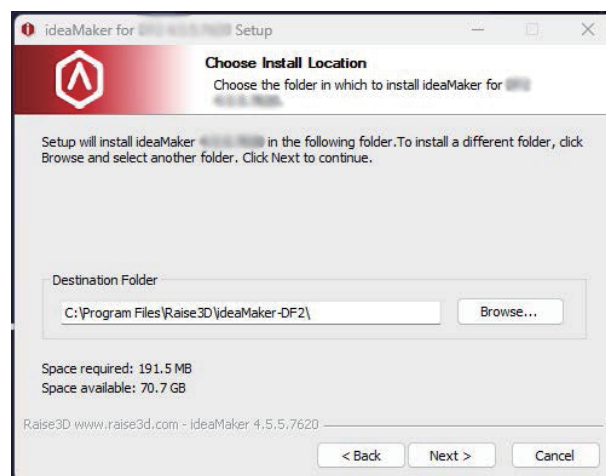 ideaMaker for Setup
Choose Install Location
Choose the folder in which to install ideaMaker for
Setup will install ideaMaker in the following folder.To install a different folder, click
Browse and select another folder. Click Next to continue.
Destination Folder
C:\Program Files\Raise3D\ideaMaker-DF2\
Browse...
Space required: 191.5 MB
Space available: 70.7 GB
Raise3D www.raise3d.com - ideaMaker 4.5.5.7620
< Back Next > Cancel